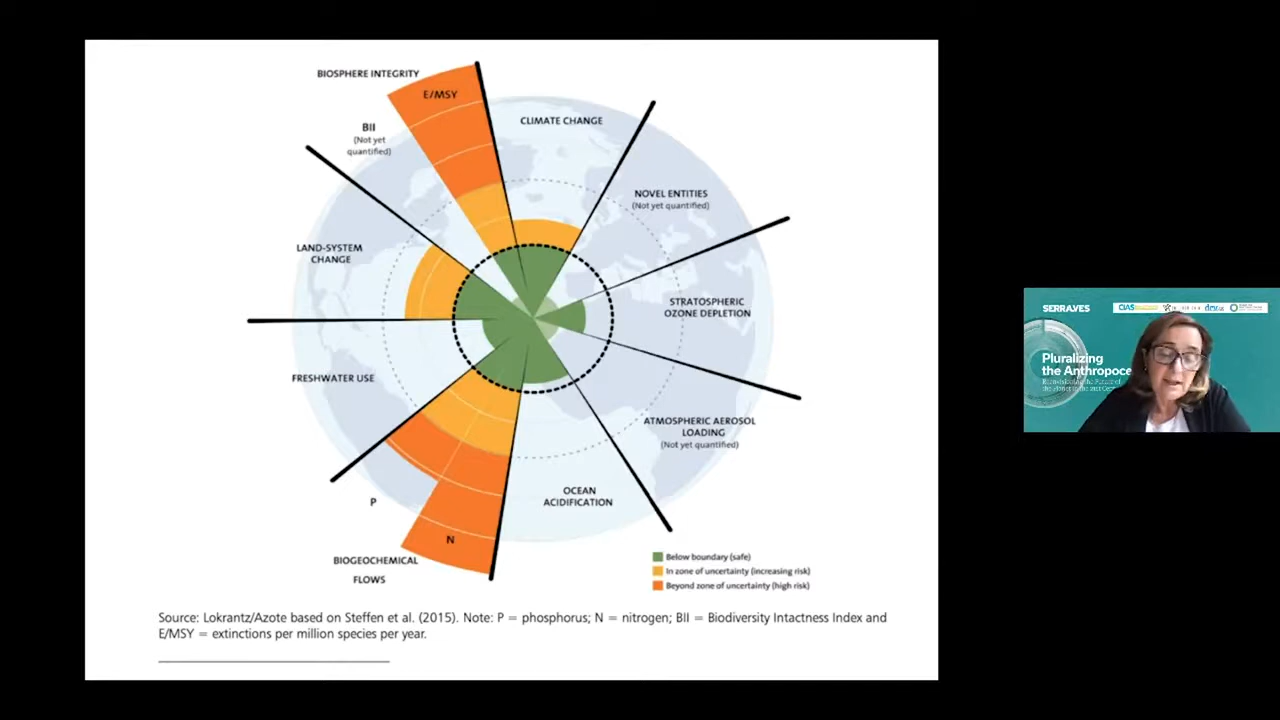 BIOSPHERE INTEGRITY
E/MSY
BII
(Not yet
quantified)
CLIMATE CHANGE
NOVEL ENTITIES
(Not yet quantified)
LAND-SYSTEM
CHANGE
STRATOSPHERIC
OZONE DEPLETION
FRESHWATER USE
ATMOSPHERIC AEROSOL
LOADING
(Not yet quantified)
P
OCEAN
ACIDIFICATION
N
BIOGEOCHEMICAL
FLOWS
Below boundary (safe)
In zone of uncertainty (increasing risk)
Beyond zone of uncertainty (high risk)
Source: Lokrantz/Azote based on Steffen et al. (2015). Note: P = phosphorus; N = nitrogen; BII = Biodiversity Intactness Index and
E/MSY = extinctions per million species per year.
SERRALVES
CIAS
Pluralizing
the Anthropoce